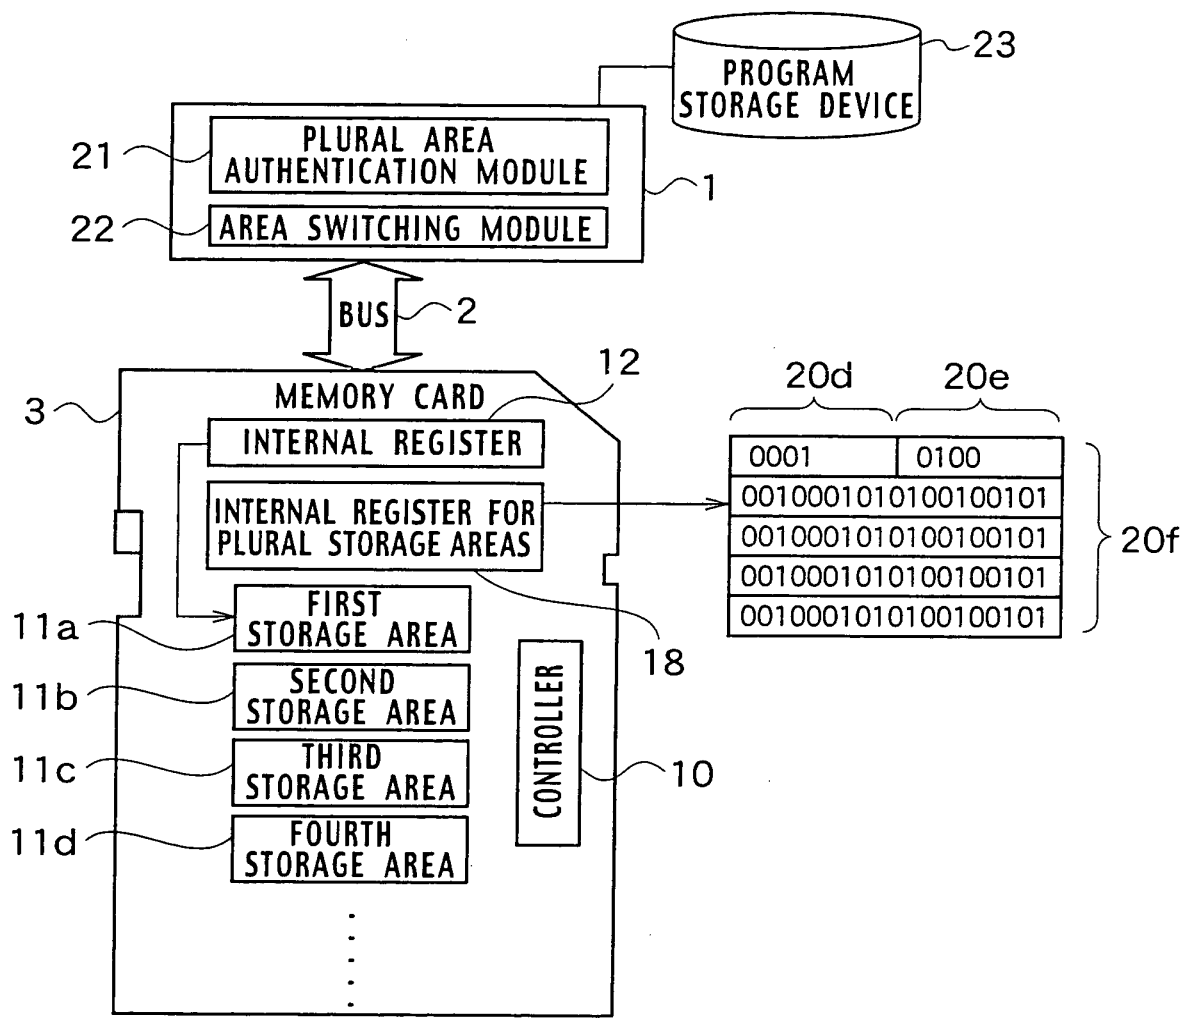 23
PROGRAM
STORAGE DEVICE
21
PLURAL AREA
AUTHENTICATION MODULE
1
22
AREA SWITCHING MODULE
BUS
2
12
3
MEMORY CARD
20d
20e
INTERNAL REGISTER
0001
0100
INTERNAL REGISTER FOR
PLURAL STORAGE AREAS
0010001010100100101
0010001010100100101
0010001010100100101
0010001010100100101
20f
11a
FIRST
STORAGE AREA
18
11b
SECOND
STORAGE AREA
11c
THIRD
STORAGE AREA
CONTROLLER
10
11d
FOURTH
STORAGE AREA